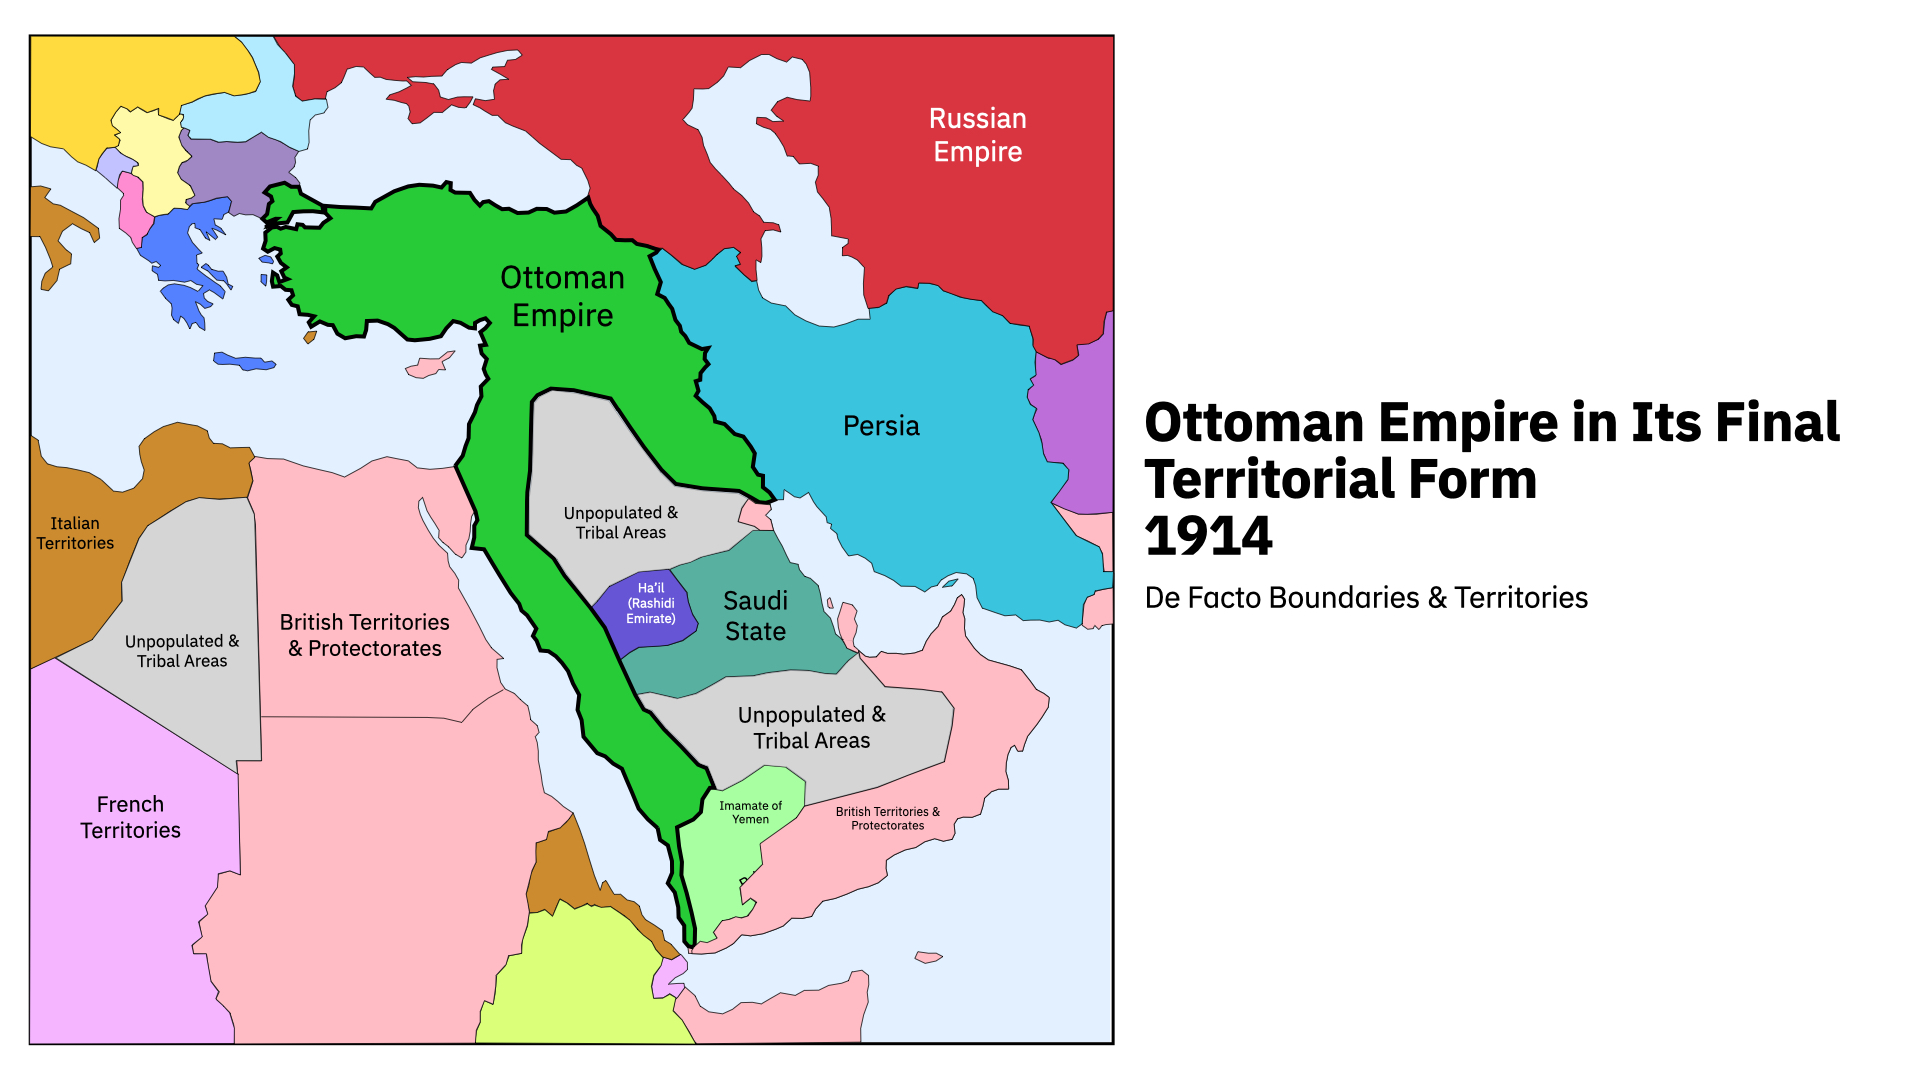 Russian
Empire
Ottoman
Empire
Persia
Italian
Territories
Unpopulated &
Tribal Areas
Ha'il
(Rashidi
Emirate)
Saudi
State
British Territories
& Protectorates
Unpopulated &
Tribal Areas
Unpopulated &
Tribal Areas
French
Territories
Imamate of
Yemen
British Territories &
Protectorates
Ottoman Empire in Its Final
Territorial Form
1914
De Facto Boundaries & Territories